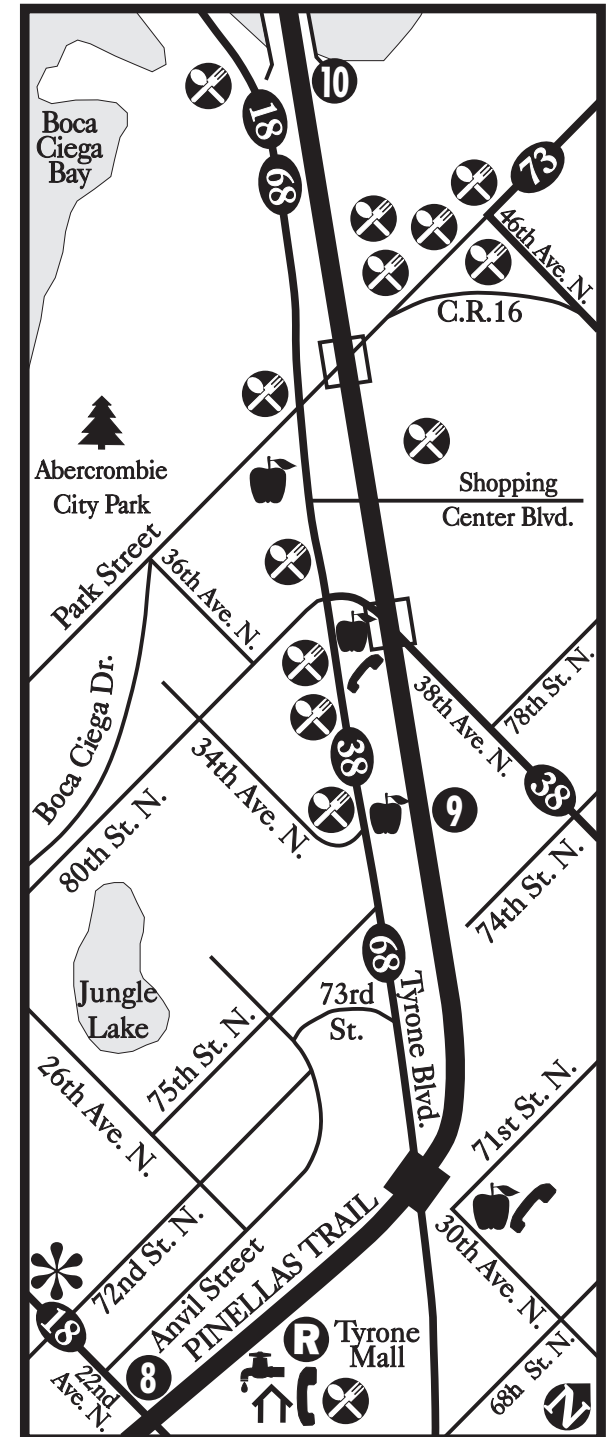 10
Boca
Ciega
Bay
18
68
73
46th Ave. N.
C.R.16
Abercrombie
City Park
Shopping
Center Blvd.
Park Street
36th Ave. N.
Boca Ciega Dr.
38th Ave. N.
78th St. N.
34th Ave. N.
38
38
9
80th St. N.
74th St. N.
68
Jungle
Lake
73rd
St.
Tyrone Blvd.
75th St. N.
26th Ave. N.
71st St. N.
30th Ave. N.
72nd St. N.
Anvil Street
PINELLAS TRAIL
18
22nd
Ave. N.
8
R
Tyrone
Mall
68h St. N.
N